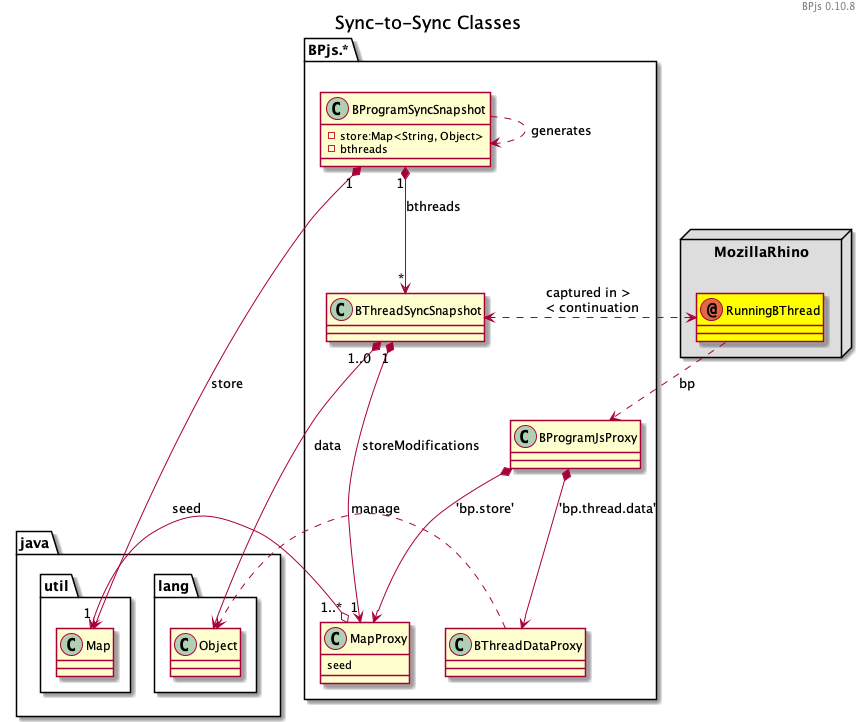 BPjs 0.10.8
Sync-to-Sync Classes
BPjs.*
C BProgramSyncSnapshot
store:Map<String, Object>
bthreads
generates
1
1
bthreads
*
MozillaRhino
@ RunningBThread
captured in >
< continuation
C BThreadSyncSnapshot
1..0
1
store
bp
C BProgramJsProxy
data
storeModifications
seed
manage
'bp.store'
'bp.thread.data'
java
util
lang
1
1..*
1
C Map
C Object
C MapProxy
seed
C BThreadDataProxy